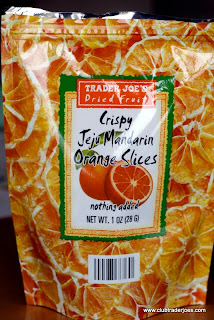 TRADER JOE'S
Dried Fruit
Crispy
Jeju Mandarin
Orange Slices
nothing added
NET WT. 1 OZ (28 G)
www.clubtraderjoes.com